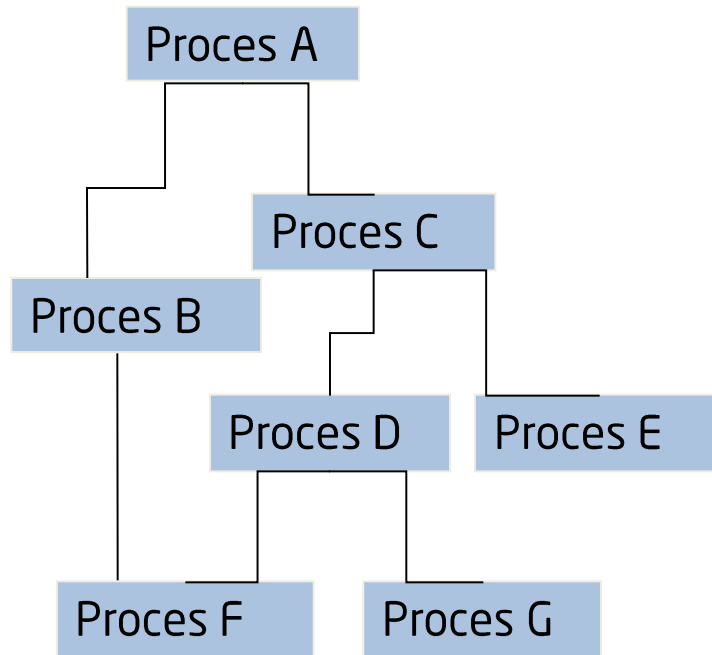 Proces A
Proces C
Proces B
Proces D
Proces E
Proces F
Proces G